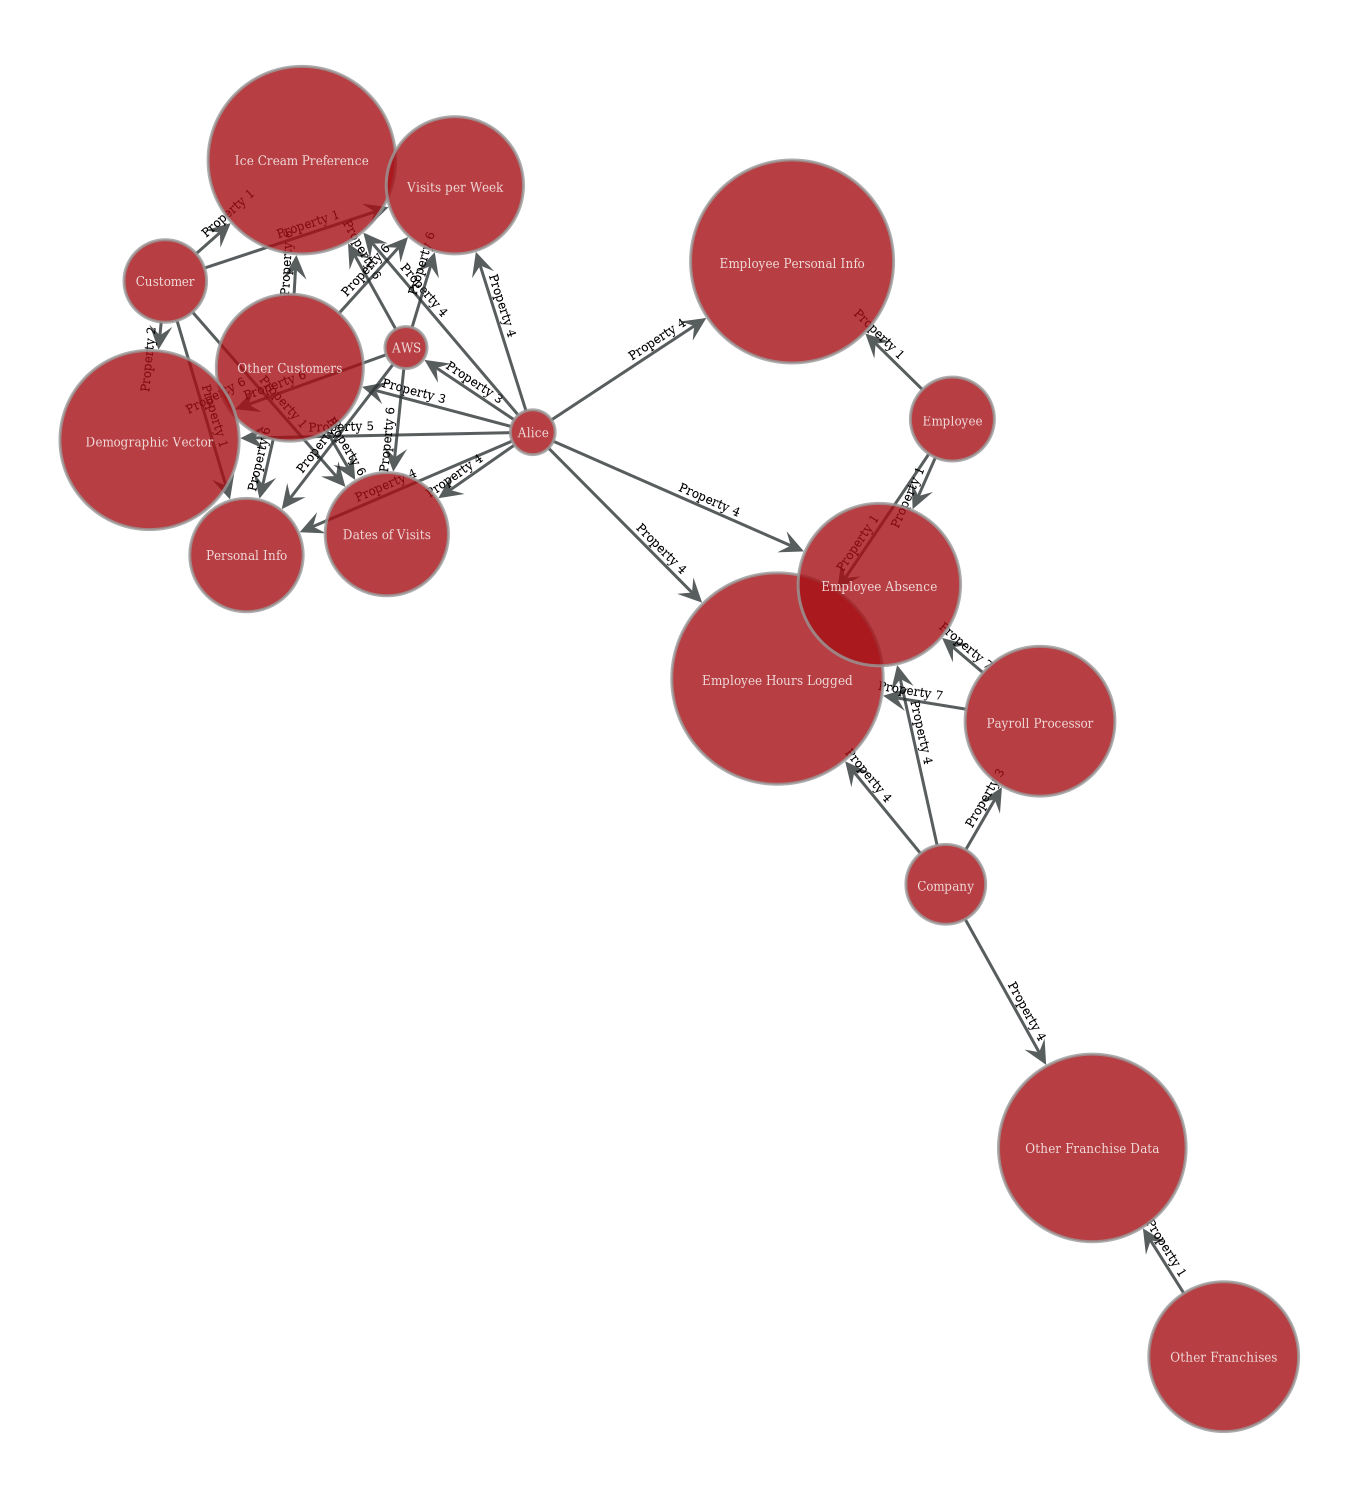 Ice Cream Preference
Visits per Week
Property 1
Property 1
Employee Personal Info
Customer
Property 6
Property 6
Property 6
Property 6
Property 4
Property 4
Property 4
Property 1
Property 2
AWS
Other Customers
Property 6
Property 6
Property 3
Property 3
Property 1
Property 1
Employee
Demographic Vector
Property 5
Alice
Property 6
Property 6
Property 6
Property 6
Property 4
Property 4
Property 4
Property 1
Personal Info
Dates of Visits
Property 4
Property 1
Employee Absence
Property 7
Employee Hours Logged
Property 7
Payroll Processor
Property 4
Property 4
Property 3
Company
Property 4
Other Franchise Data
Property 1
Other Franchises